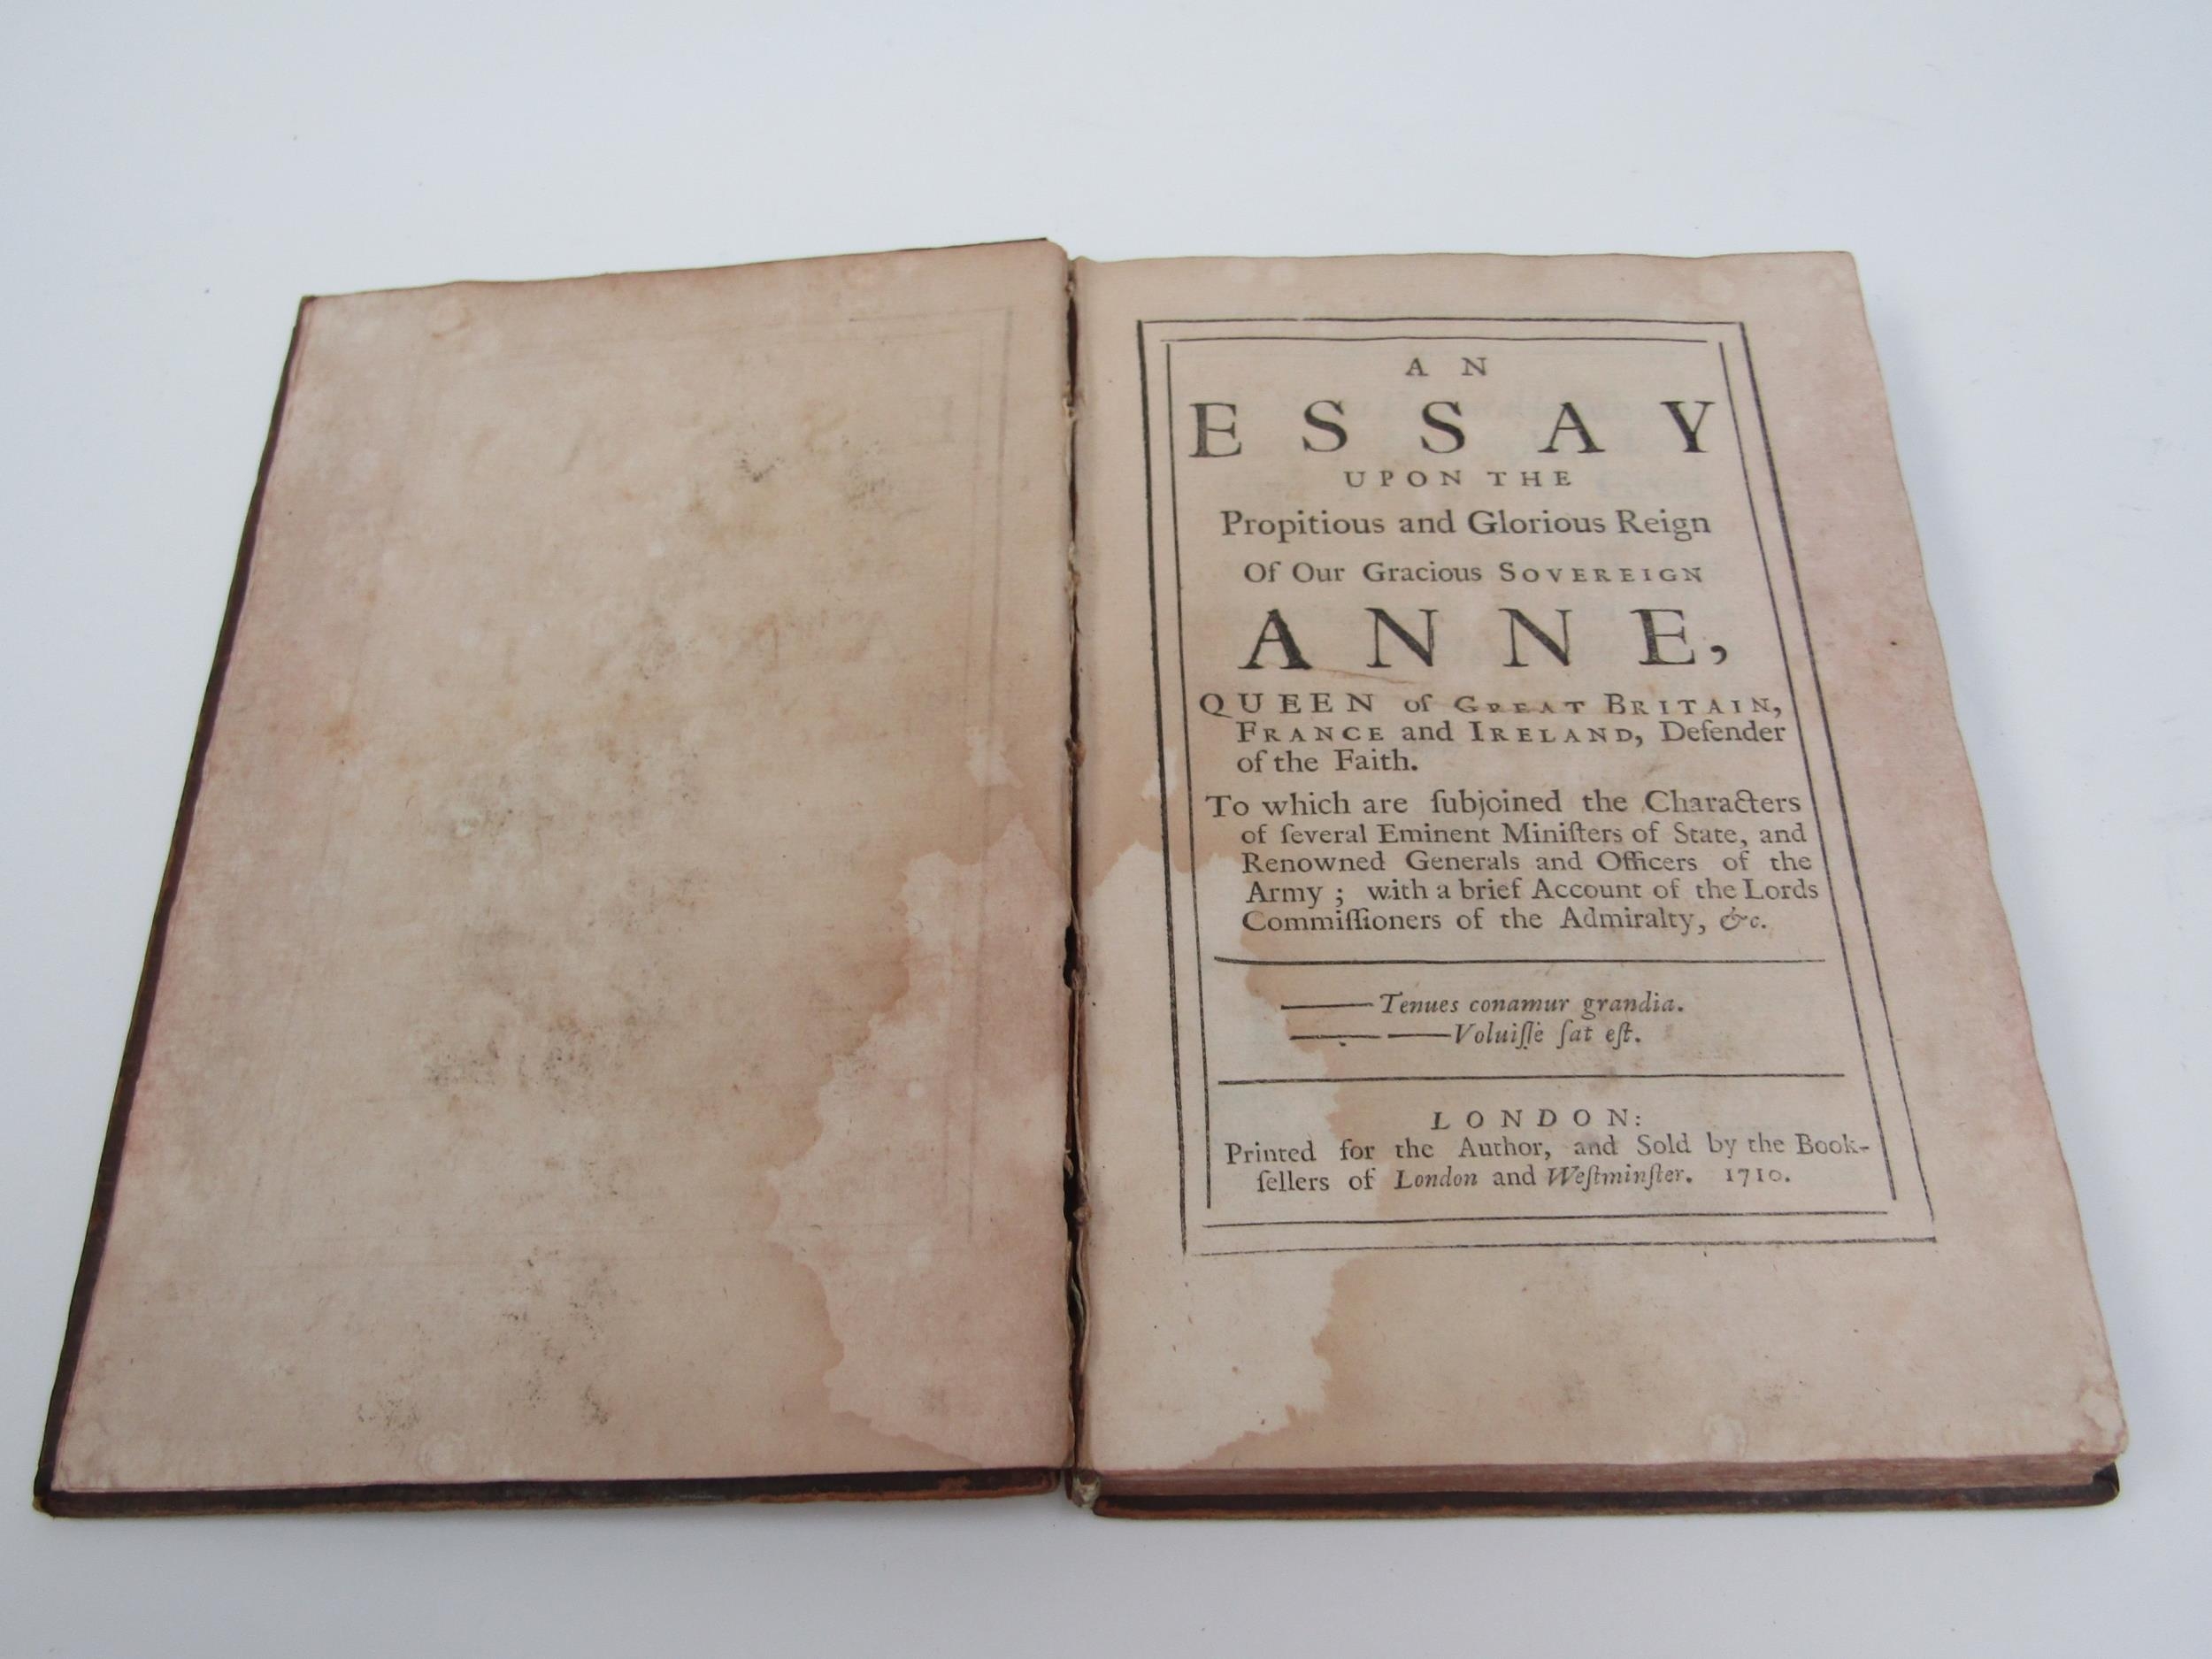 AN
ESSAY
UPON THE
Propitious and Glorious Reign
Of Our Gracious SOVEREIGN
ANNE,
QUEEN of GREAT BRITAIN,
FRANCE and IRELAND, Defender
of the Faith.
To which are ſubjoined the Characters
of ſeveral Eminent Miniſters of State, and
Renowned Generals and Officers of the
Army ; with a brief Account of the Lords
Commiſſioners of the Admiralty, &c.
——Tenues conamur grandia.
—— ——Voluiſſe ſat eſt.
LONDON:
Printed for the Author, and Sold by the Book-
ſellers of London and Weſtminſter. 1710.